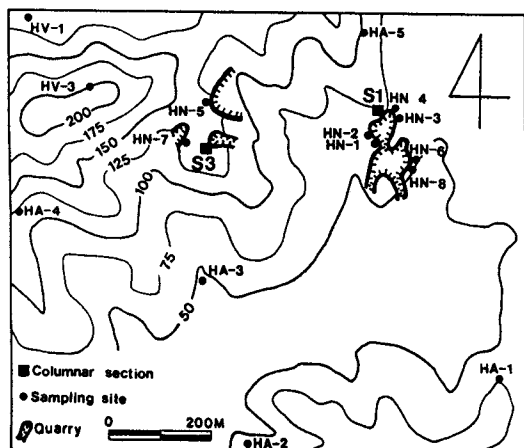 HV-1
HA-5
HV-3
200
HN-5
S1
HN-4
HN-3
175
150
HN-7
S3
HN-2
HN-1
HN-6
125
HN-8
100
HA-4
75
HA-3
50
Columnar section
Sampling site
Quarry
0
200M
HA-1
HA-2